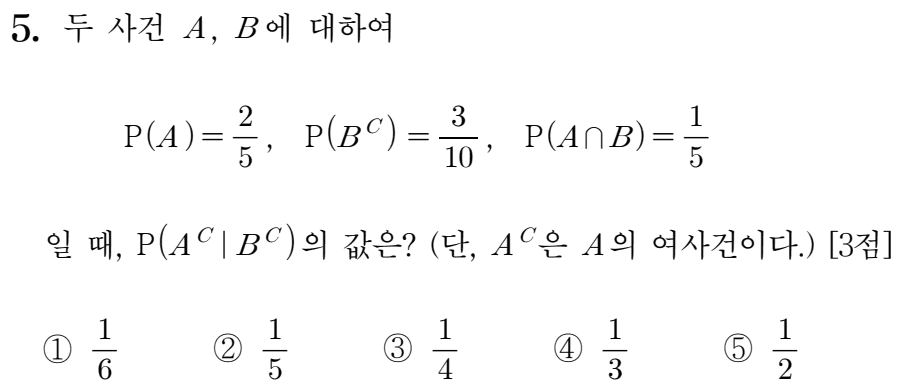 5. 두 사건 A, B에 대하여
P(A)=2/5, P(B^C)=3/10, P(A∩B)=1/5
일 때, P(A^C|B^C)의 값은? (단, A^C은 A의 여사건이다.) [3점]
① 1/6 ② 1/5 ③ 1/4 ④ 1/3 ⑤ 1/2